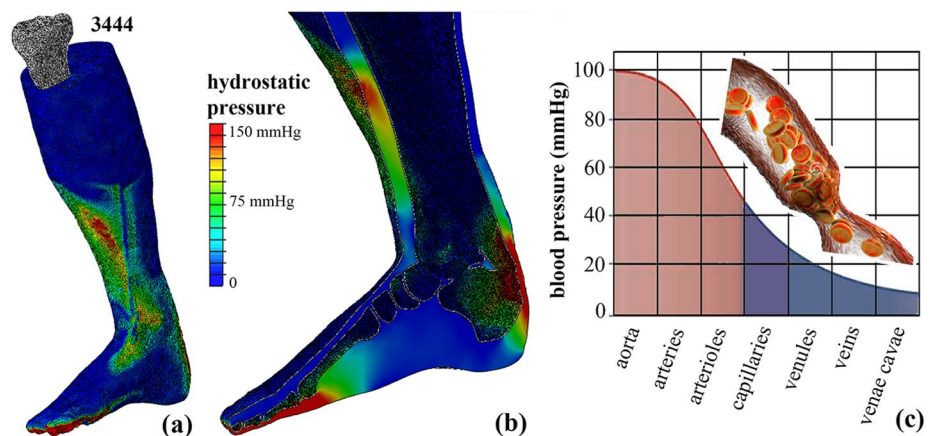 3444
(a)
hydrostatic
pressure
150 mmHg
75 mmHg
0
(b)
blood pressure (mmHg)
100
80
60
40
20
0
aorta
arteries
arterioles
capillaries
venules
veins
venae cavae
(c)